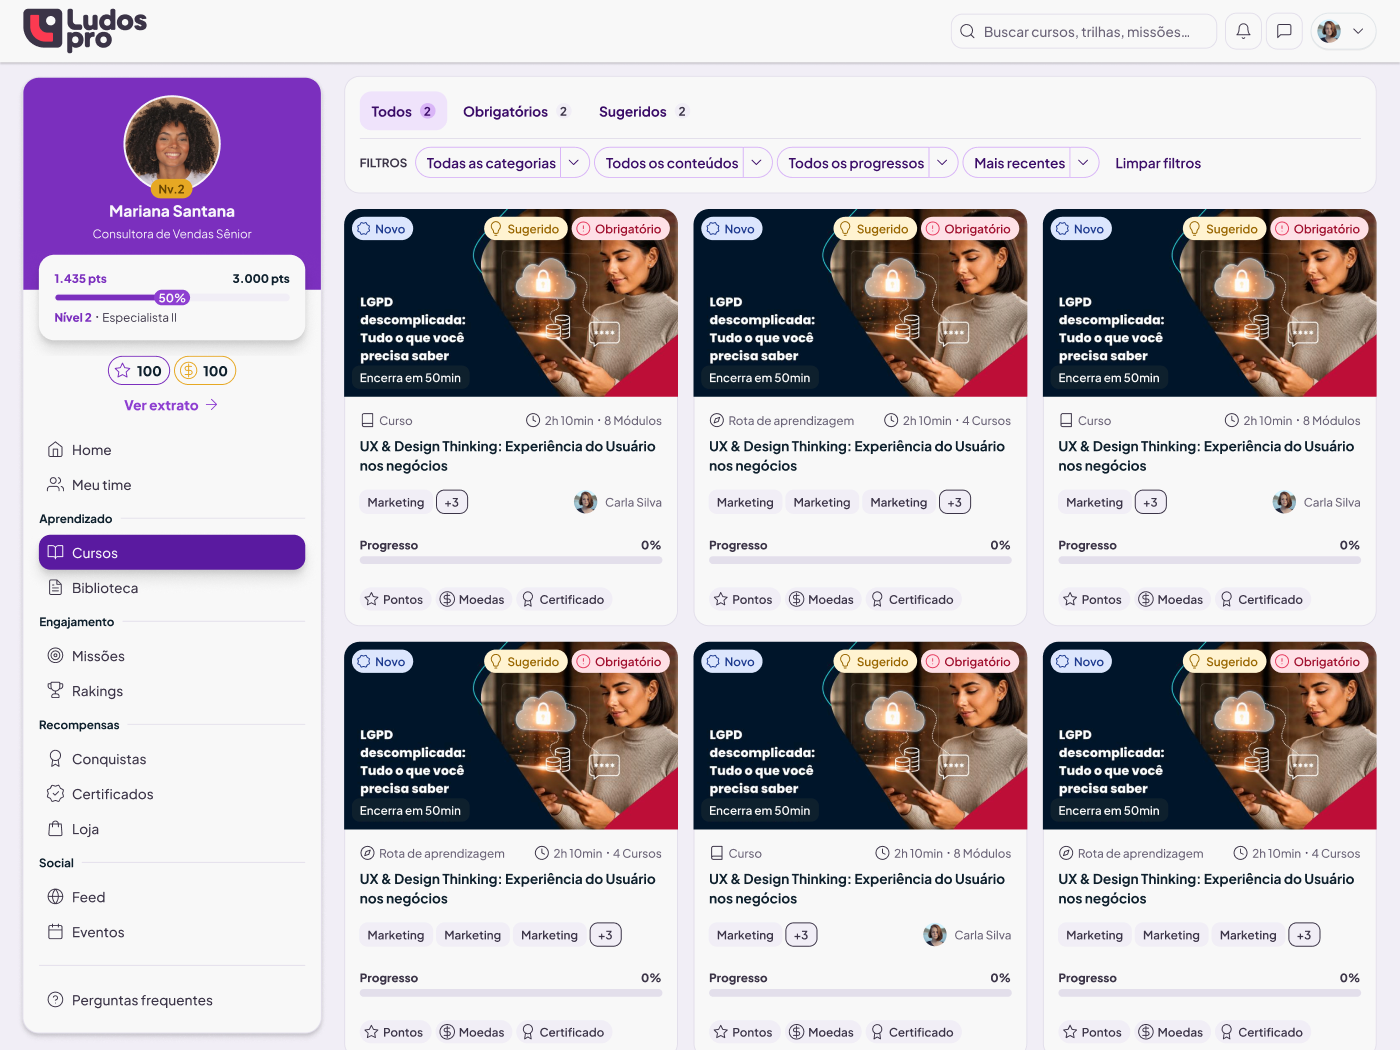 Ludos
pro
Buscar cursos, trilhas, missões...
Nv.2
Mariana Santana
Consultora de Vendas Sênior
1.435 pts 3.000 pts
50%
Nível 2 · Especialista II
100 100
Ver extrato
Home
Meu time
Aprendizado
Cursos
Biblioteca
Engajamento
Missões
Rakings
Recompensas
Conquistas
Certificados
Loja
Social
Feed
Eventos
Perguntas frequentes
Todos 2 Obrigatórios 2 Sugeridos 2
FILTROS Todas as categorias Todos os conteúdos Todos os progressos Mais recentes Limpar filtros
Novo Sugerido Obrigatório
LGPD
descomplicada:
Tudo o que você
precisa saber
Encerra em 50min
Curso 2h 10min · 8 Módulos
UX & Design Thinking: Experiência do Usuário
nos negócios
Marketing +3 Carla Silva
Progresso 0%
Pontos Moedas Certificado
Novo Sugerido Obrigatório
LGPD
descomplicada:
Tudo o que você
precisa saber
Encerra em 50min
Rota de aprendizagem 2h 10min · 4 Cursos
UX & Design Thinking: Experiência do Usuário
nos negócios
Marketing Marketing Marketing +3
Progresso 0%
Pontos Moedas Certificado
Novo Sugerido Obrigatório
LGPD
descomplicada:
Tudo o que você
precisa saber
Encerra em 50min
Curso 2h 10min · 8 Módulos
UX & Design Thinking: Experiência do Usuário
nos negócios
Marketing +3 Carla Silva
Progresso 0%
Pontos Moedas Certificado
Novo Sugerido Obrigatório
LGPD
descomplicada:
Tudo o que você
precisa saber
Encerra em 50min
Rota de aprendizagem 2h 10min · 4 Cursos
UX & Design Thinking: Experiência do Usuário
nos negócios
Marketing Marketing Marketing +3
Progresso 0%
Pontos Moedas Certificado
Novo Sugerido Obrigatório
LGPD
descomplicada:
Tudo o que você
precisa saber
Encerra em 50min
Curso 2h 10min · 8 Módulos
UX & Design Thinking: Experiência do Usuário
nos negócios
Marketing +3 Carla Silva
Progresso 0%
Pontos Moedas Certificado
Novo Sugerido Obrigatório
LGPD
descomplicada:
Tudo o que você
precisa saber
Encerra em 50min
Rota de aprendizagem 2h 10min · 4 Cursos
UX & Design Thinking: Experiência do Usuário
nos negócios
Marketing Marketing Marketing +3
Progresso 0%
Pontos Moedas Certificado